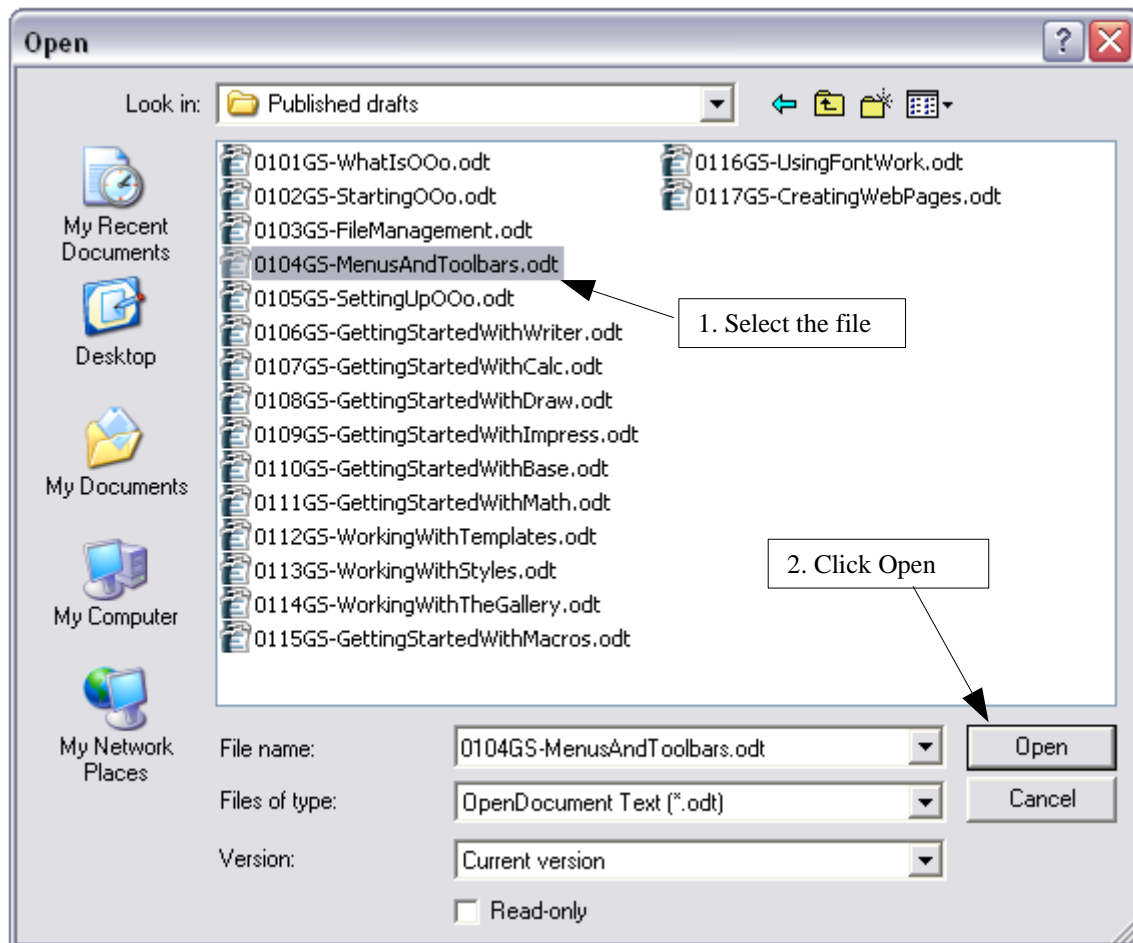 Open
Look in: Published drafts
My Recent
Documents
Desktop
My Documents
My Computer
My Network
Places
0101GS-WhatIsOOo.odt
0102GS-StartingOOo.odt
0103GS-FileManagement.odt
0104GS-MenusAndToolbars.odt
0105GS-SettingUpOOo.odt
0106GS-GettingStartedWithWriter.odt
0107GS-GettingStartedWithCalc.odt
0108GS-GettingStartedWithDraw.odt
0109GS-GettingStartedWithImpress.odt
0110GS-GettingStartedWithBase.odt
0111GS-GettingStartedWithMath.odt
0112GS-WorkingWithTemplates.odt
0113GS-WorkingWithStyles.odt
0114GS-WorkingWithTheGallery.odt
0115GS-GettingStartedWithMacros.odt
0116GS-UsingFontWork.odt
0117GS-CreatingWebPages.odt
1. Select the file
2. Click Open
File name: 0104GS-MenusAndToolbars.odt Open
Files of type: OpenDocument Text (*.odt) Cancel
Version: Current version
Read-only